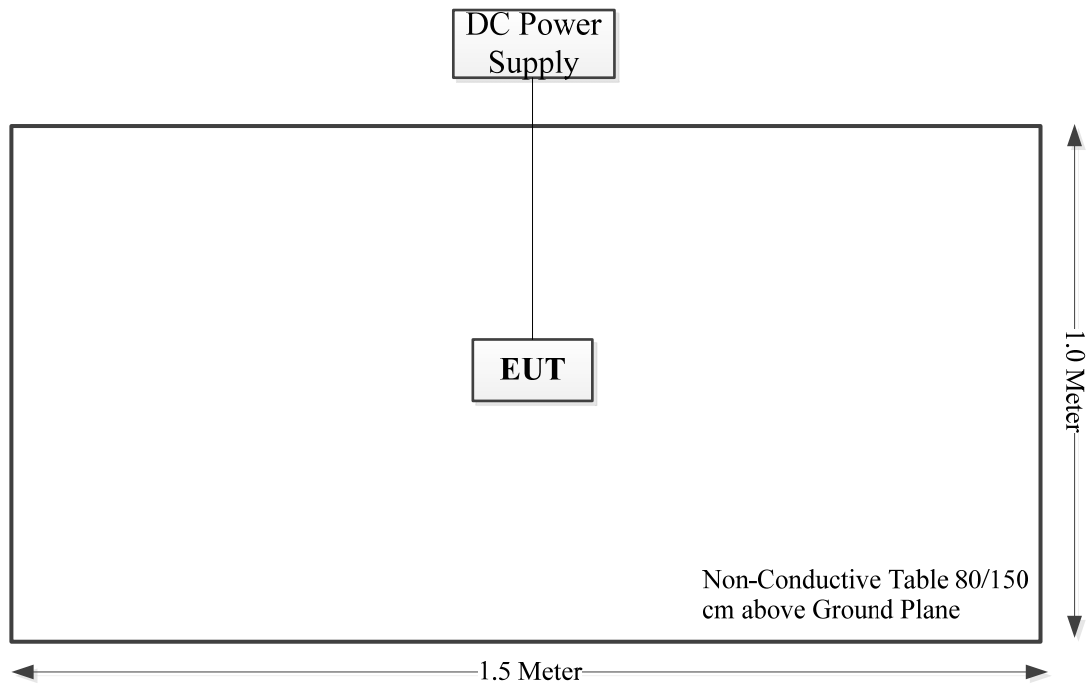 DC Power
Supply
EUT
1.0 Meter
Non-Conductive Table 80/150
cm above Ground Plane
1.5 Meter